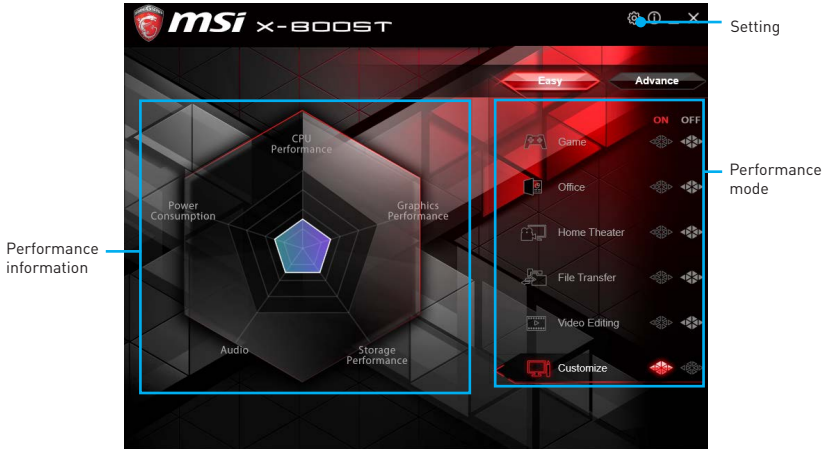 msi X-BOOST
Setting
Easy
Advance
ON OFF
Game
Office
Home Theater
File Transfer
Video Editing
Customize
Performance
mode
Performance
information
CPU
Performance
Graphics
Performance
Storage
Performance
Audio
Power
Consumption